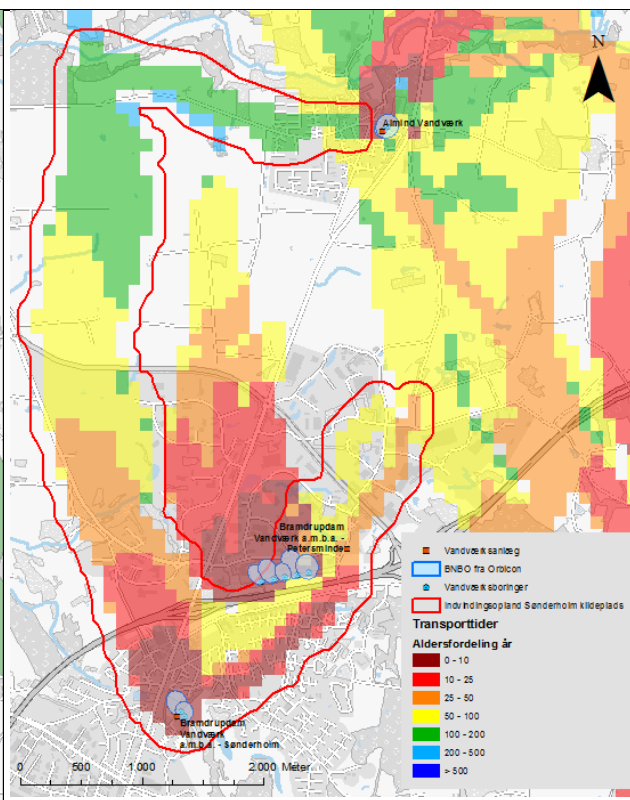 N
Almind Vandværk
Bramdrupdam
Vandværk a.m.b.a. -
Petersminde
Vandværksanlæg
BNBO fra Orbicon
Vandværksboringer
Indvindingsopland Sønderholm kildeplads
Transporttider
Aldersfordeling år
0 - 10
10 - 25
25 - 50
50 - 100
100 - 200
200 - 500
> 500
Bramdrupdam
Vandværk
a.m.b.a. - Sønderholm
0 500 1.000 2.000 Meter